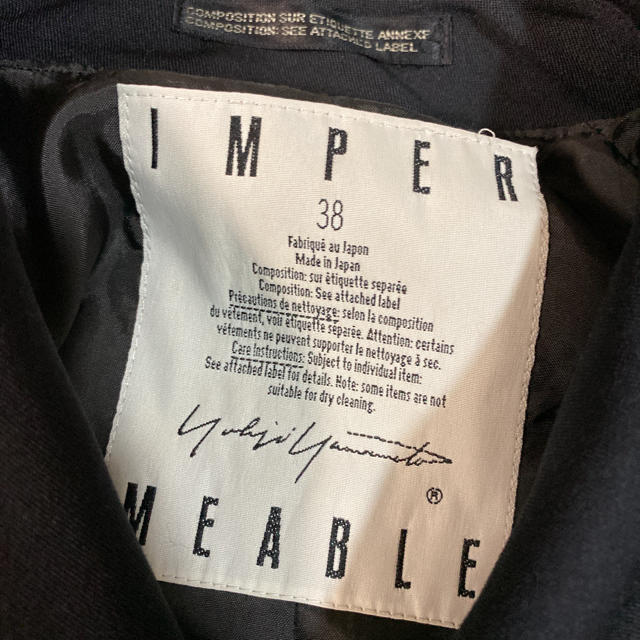 COMPOSITION SUR ETIQUETTE ANNEXE
COMPOSITION: SEE ATTACHED LABEL
IMPER
38
Fabriqué au Japon
Made in Japan
Composition: sur étiquette separée
Composition: See attached label
Précautions de nettoyage: selon la composition
du vêtement, voir étiquette séparée. Attention: certains
vêtements ne peuvent supporter le nettoyage à sec.
Care Instructions: Subject to individual item:
See attached label for details. Note: some items are not
suitable for dry cleaning.
Yohji Yamamoto
®
MEABLE